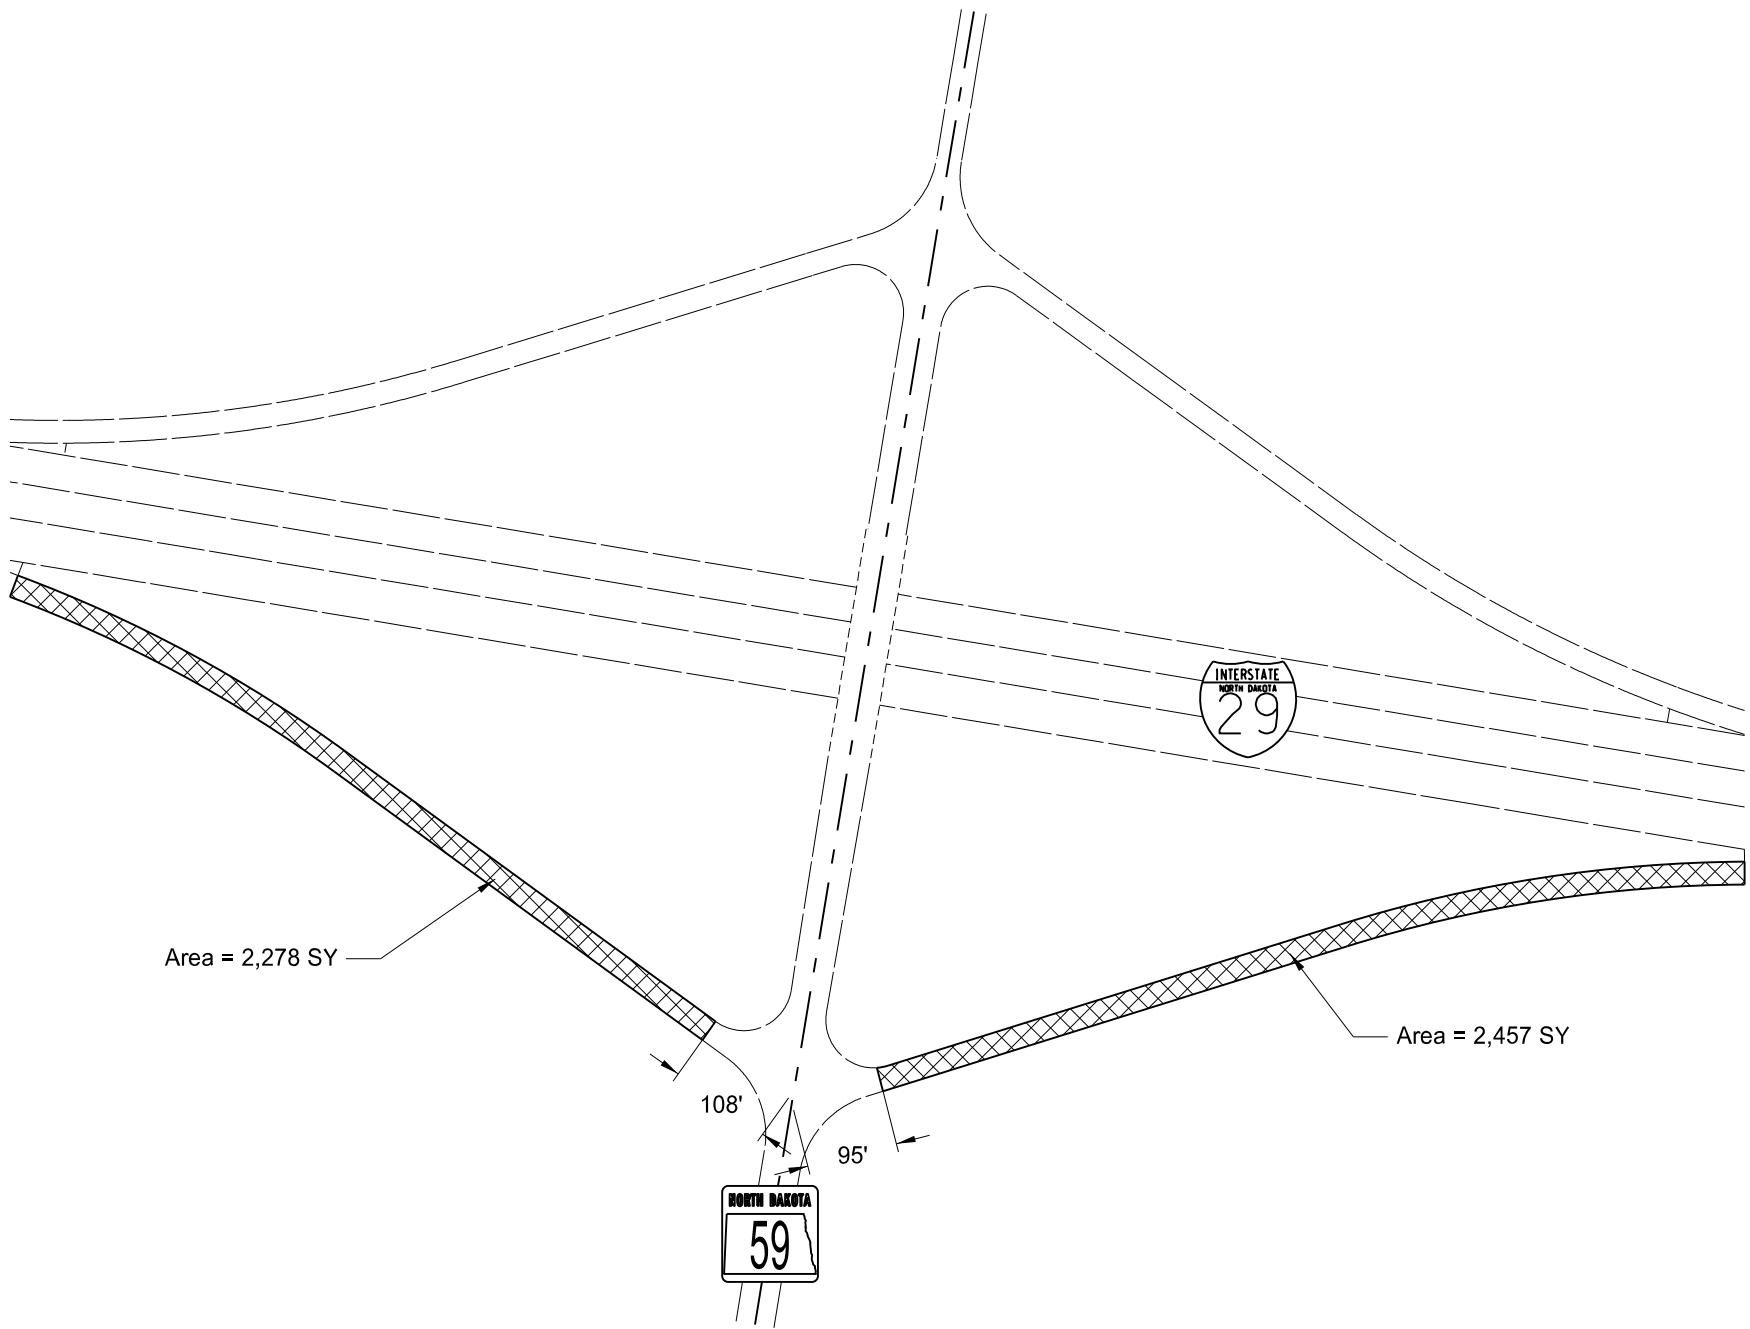 INTERSTATE
NORTH DAKOTA
29
Area = 2,278 SY
Area = 2,457 SY
108'
95'
NORTH DAKOTA
59